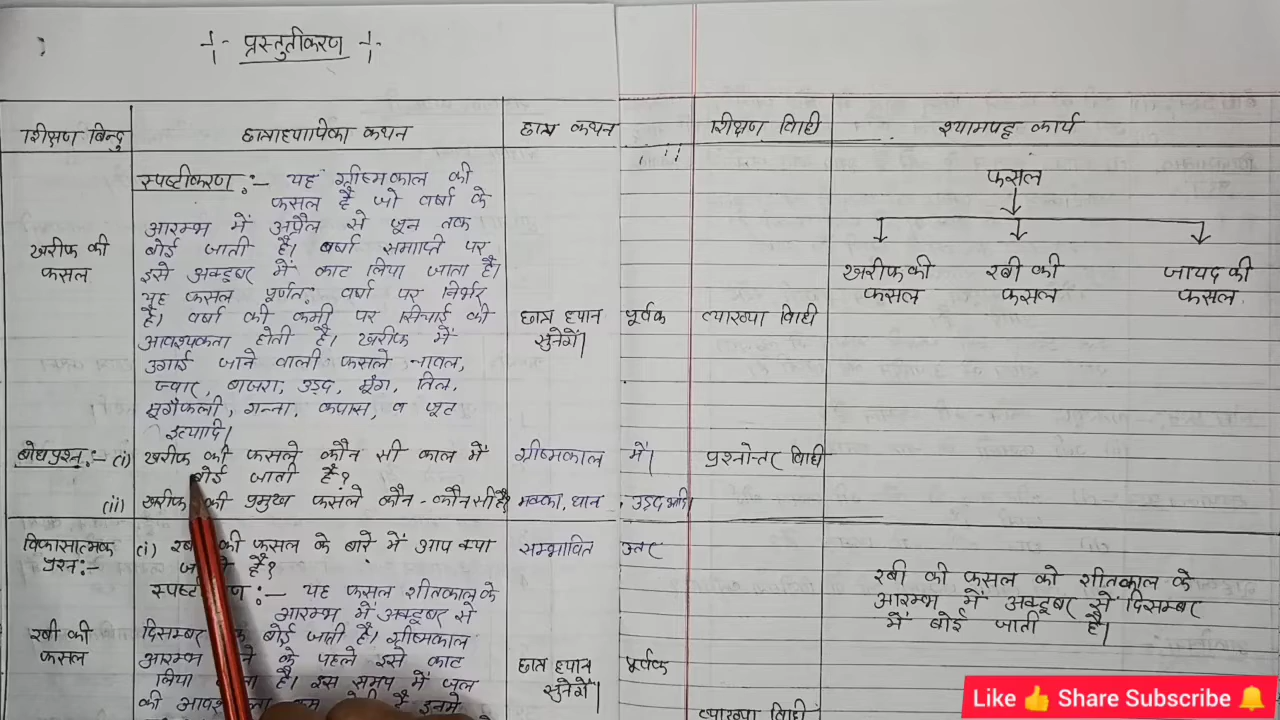 प्रस्तुतीकरण
शिक्षण बिन्दु
छात्राध्यापिका कथन
छात्र कथन
शिक्षण विधि
श्यामपट्ट कार्य
खरीफ की
फसल
स्पष्टीकरण :- यह ग्रीष्मकाल की
फसल है जो वर्षा के
आरम्भ में अप्रैल से जून तक
बोई जाती है। वर्षा समाप्ति पर
इसे अक्टूबर में काट लिया जाता है।
यह फसल पूर्णत: वर्षा पर निर्भर
है। वर्षा की कमी पर सिंचाई की
आवश्यकता होती है। खरीफ में
उगाई जाने वाली फसले चावल,
ज्वार, बाजरा, उड़द, मूंग, तिल,
मूगँफली, गन्ना, कपास, व जूट
इत्यादि।
छात्र ध्यान पूर्वक
सुनेगें।
व्याख्या विधि
फसल
खरीफ की
फसल
रबी की
फसल
जायद की
फसल
बोधप्रश्न :- (i) खरीफ की फसले कौन सी काल में
बोई जाती है?
ग्रीष्मकाल में।
प्रश्नोत्तर विधि
(ii) खरीफ की प्रमुख फसले कौन-कौन सी है?
मक्का, धान, उड़द आदि।
विकासात्मक
प्रश्न:-
(i) रबी की फसल के बारे में आप क्या
है?
सम्भावित उत्तर
स्पष्टीकरण :- यह फसल शीतकाल के
आरम्भ में अक्टूबर से
रबी की
फसल
दिसम्बर बोई जाती है। ग्रीष्मकाल
आरम्भ के पहले इसे काट
लिया है। इस समय में जल
की इनमे
छात्र ध्यान पूर्वक
सुनेगें।
व्याख्या विधि
रबी की फसल को शीतकाल के
आरम्भ में अक्टूबर से दिसम्बर
में बोई जाती है।
Like 👍 Share Subscribe 🔔